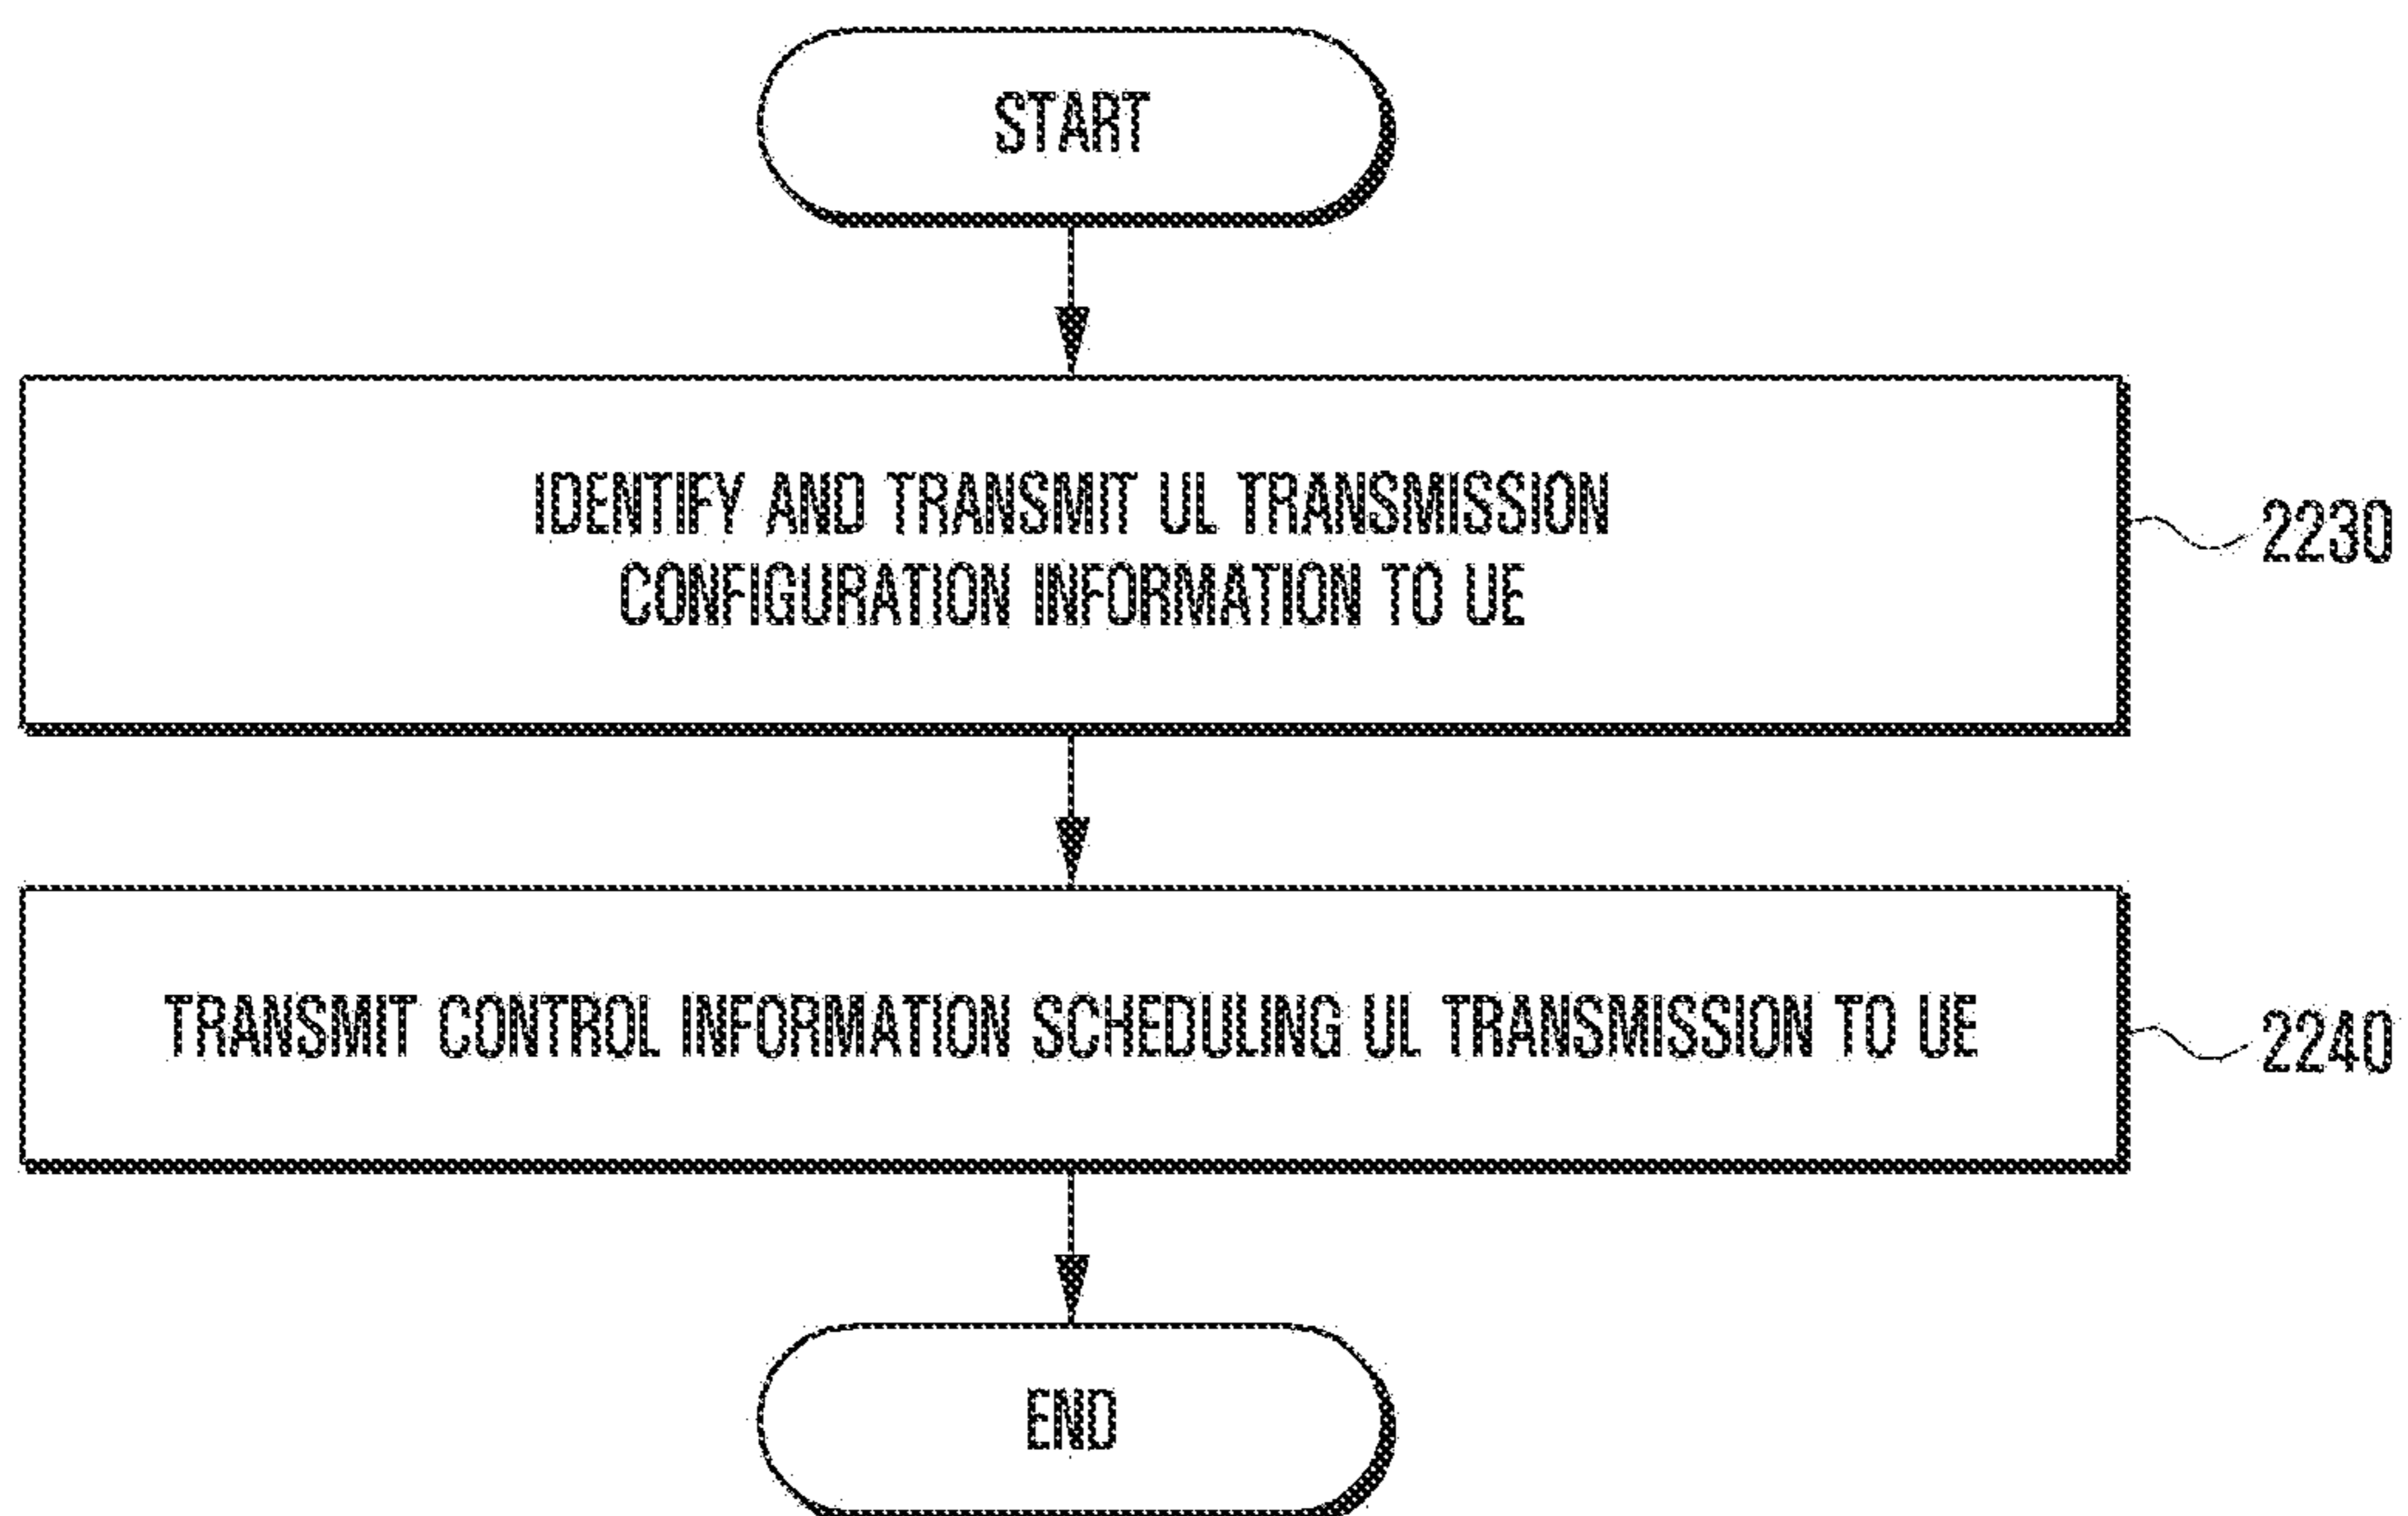 START
IDENTIFY AND TRANSMIT UL TRANSMISSION
CONFIGURATION INFORMATION TO UE
2230
TRANSMIT CONTROL INFORMATION SCHEDULING UL TRANSMISSION TO UE
2240
END